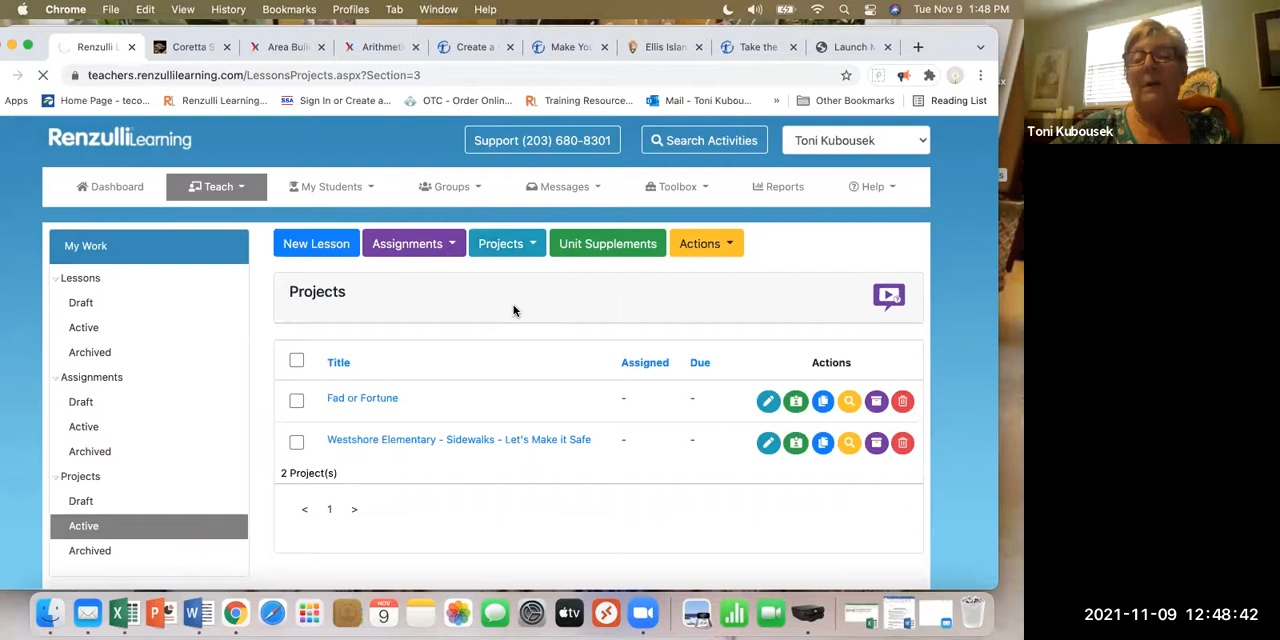 Chrome File Edit View History Bookmarks Profiles Tab Window Help Tue Nov 9 1:48 PM
Renzulli L Coretta S Area Buil Arithmeti Create a Make You Ellis Islan Take the Launch M
teachers.renzullilearning.com/LessonsProjects.aspx?Section=3
Apps Home Page - teco... Renzulli Learning... SSA Sign In or Create a... OTC - Order Onlin... Training Resource... Mail - Toni Kubou... » Other Bookmarks Reading List
RenzulliLearning Support (203) 680-8301 Search Activities Toni Kubousek
Toni Kubousek
Dashboard Teach My Students Groups Messages Toolbox Reports Help
My Work
New Lesson Assignments Projects Unit Supplements Actions
Lessons
Draft
Active
Archived
Assignments
Draft
Active
Archived
Projects
Draft
Active
Archived
Projects
Title Assigned Due Actions
Fad or Fortune - -
Westshore Elementary - Sidewalks - Let's Make it Safe - -
2 Project(s)
< 1 >
NOV
9
tv
2021-11-09 12:48:42